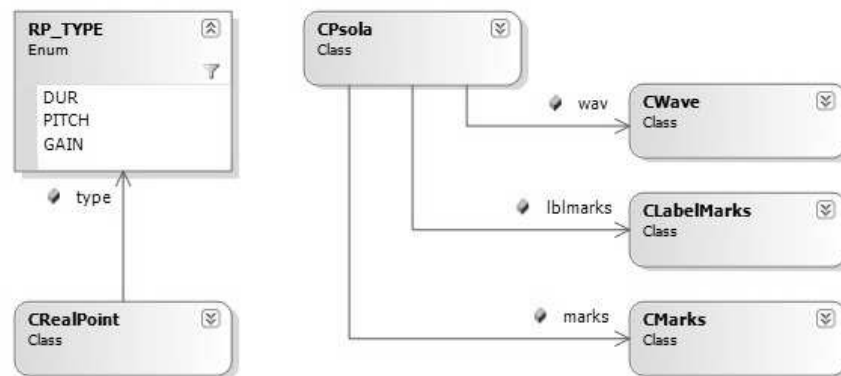 RP_TYPE
Enum
DUR
PITCH
GAIN
type
CRealPoint
Class
CPsola
Class
wav
CWave
Class
lblmarks
CLabelMarks
Class
marks
CMarks
Class